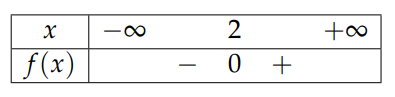 x −∞ 2 +∞
f(x) − 0 +